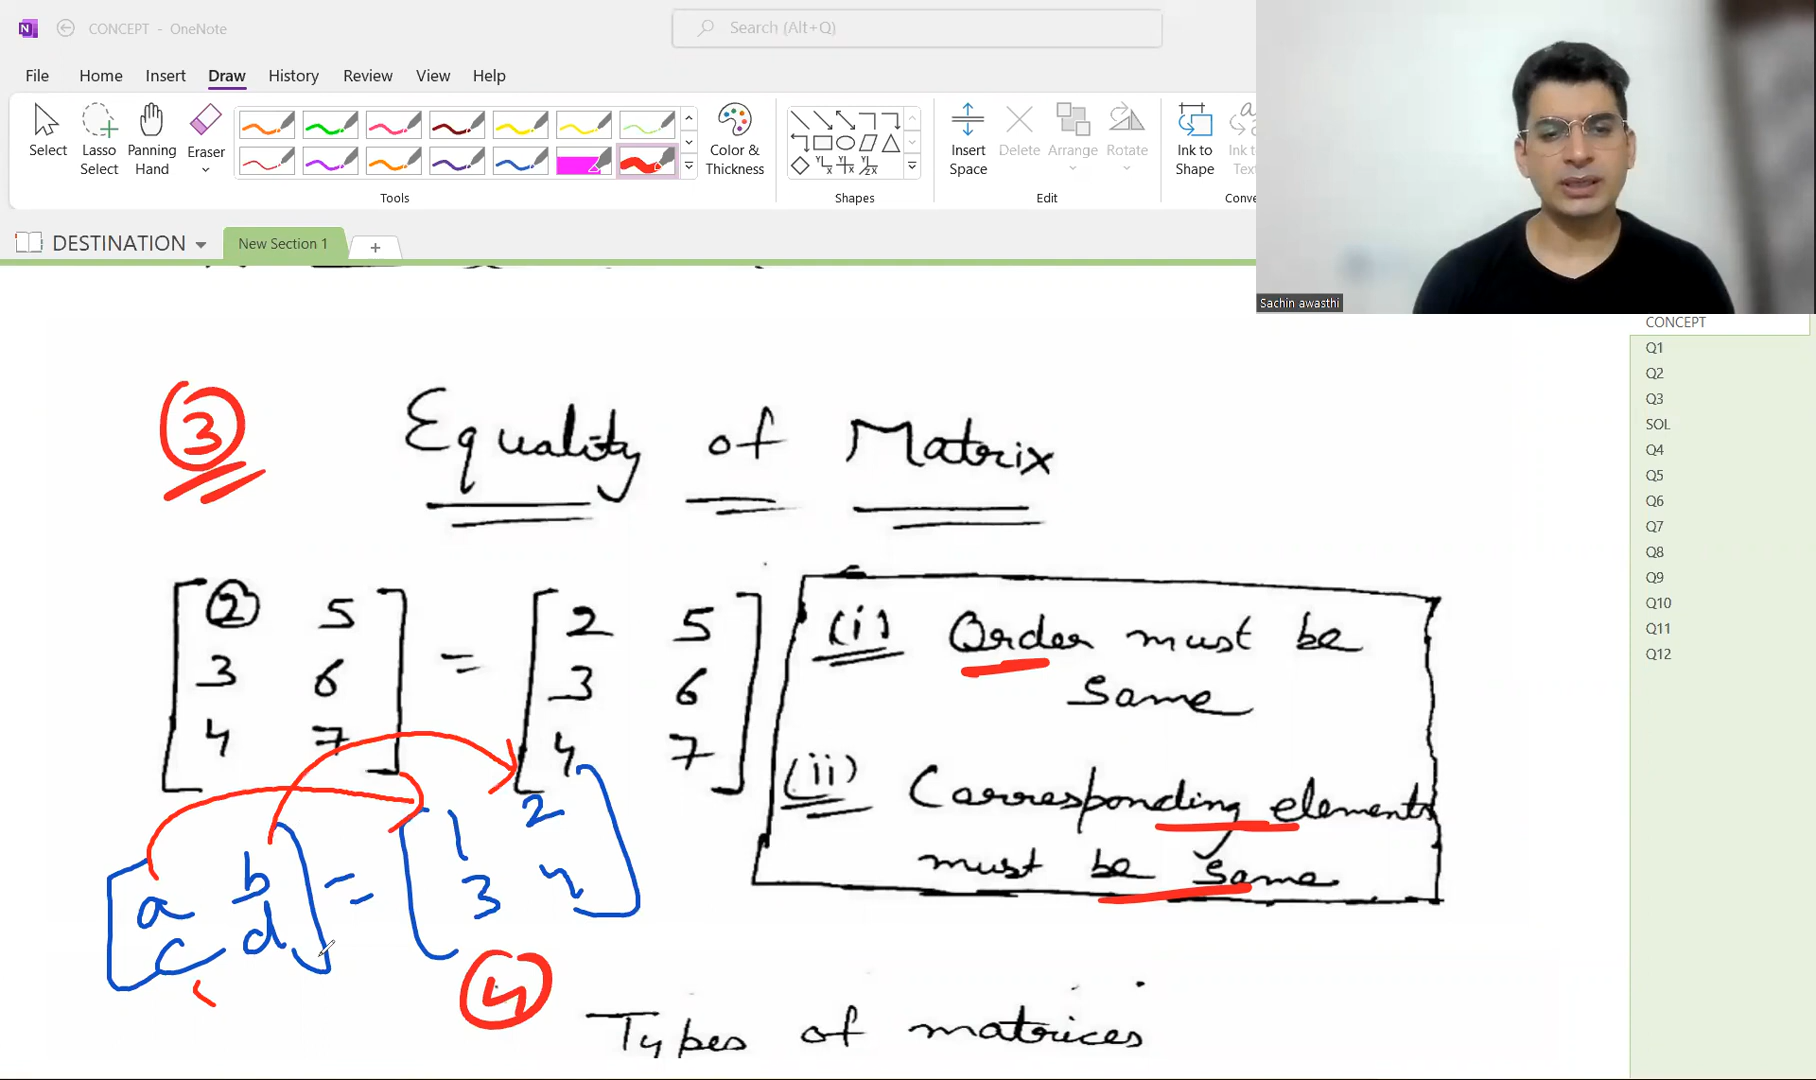 CONCEPT - OneNote
Search (Alt+Q)
File Home Insert Draw History Review View Help
Select
Lasso Select
Panning Hand
Eraser
Color & Thickness
Insert Space
Delete
Arrange
Rotate
Ink to Shape
Ink to Text
Tools
Shapes
Edit
Conve
DESTINATION
New Section 1
+
Sachin awasthi
CONCEPT
Q1
Q2
Q3
SOL
Q4
Q5
Q6
Q7
Q8
Q9
Q10
Q11
Q12
3 Equality of Matrix
2 5 = 2 5
3 6 3 6
4 7 4 7
(i) Order must be
Same
(ii) Corresponding elements
must be same
a b = 1 2
c d 3 4
4
Types of matrices